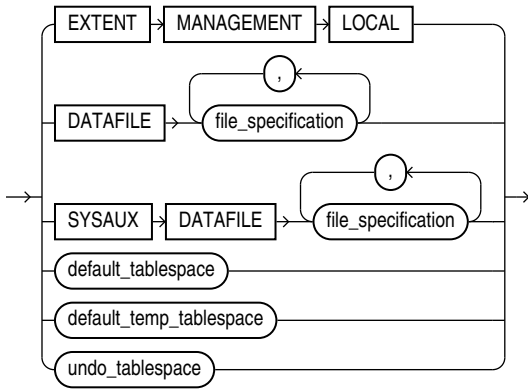 EXTENT MANAGEMENT LOCAL
,
DATAFILE file_specification
,
SYSAUX DATAFILE file_specification
default_tablespace
default_temp_tablespace
undo_tablespace